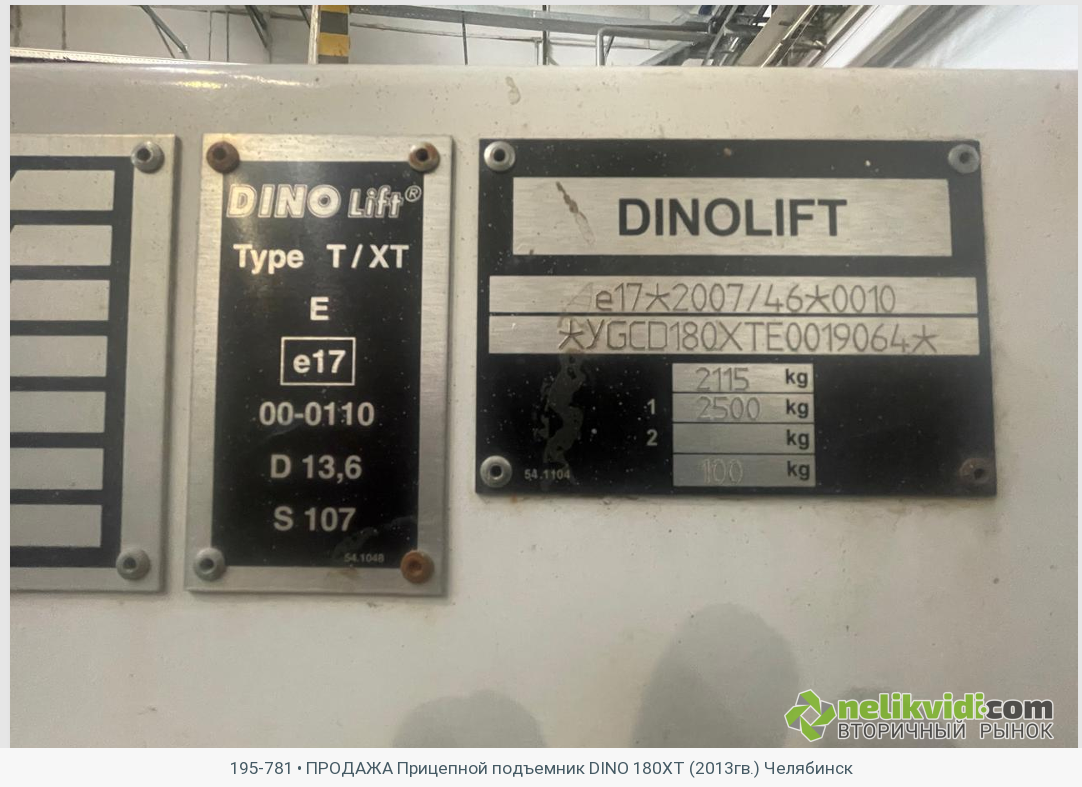 DINO Lift®
Type T/XT
E
e17
00-0110
D 13,6
S 107
54.1046
DINOLIFT
e17*2007/46*0010
*YGCD180XTE0019064*
2115 kg
1 2500 kg
2 kg
100 kg
54.1104
nelikvidi.com
ВТОРИЧНЫЙ РЫНОК
195-781 • ПРОДАЖА Прицепной подъемник DINO 180XT (2013гв.) Челябинск